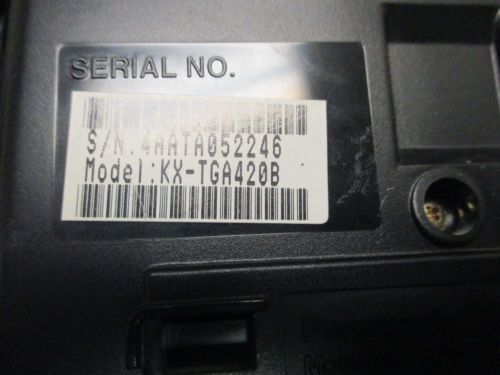 SERIAL NO.
S/N:4AATA052246
Model:KX-TGA420B